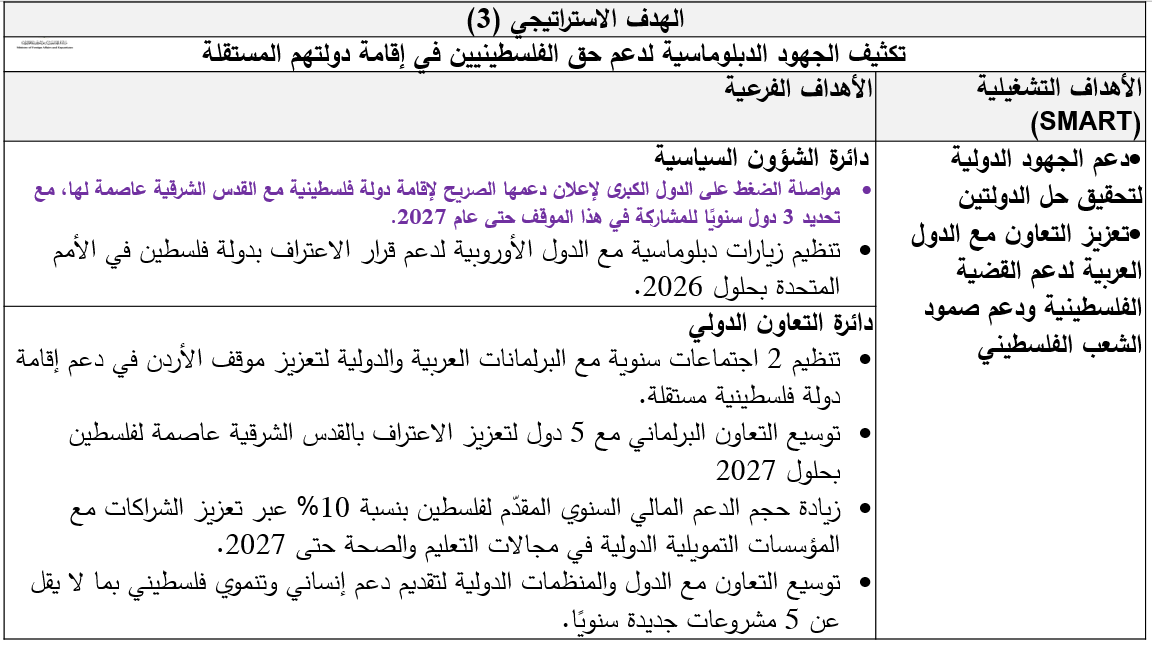 الهدف الاستراتيجي (3)
تكثيف الجهود الدبلوماسية لدعم حق الفلسطينيين في إقامة دولتهم المستقلة
الأهداف التشغيلية
(SMART)
الأهداف الفرعية
•دعم الجهود الدولية
لتحقيق حل الدولتين
•تعزيز التعاون مع الدول
العربية لدعم القضية
الفلسطينية ودعم صمود
الشعب الفلسطيني
دائرة الشؤون السياسية
• مواصلة الضغط على الدول الكبرى لإعلان دعمها الصريح لإقامة دولة فلسطينية مع القدس الشرقية عاصمة لها، مع
تحديد 3 دول سنويًا للمشاركة في هذا الموقف حتى عام 2027.
• تنظيم زيارات دبلوماسية مع الدول الأوروبية لدعم قرار الاعتراف بدولة فلسطين في الأمم
المتحدة بحلول 2026.
دائرة التعاون الدولي
• تنظيم 2 اجتماعات سنوية مع البرلمانات العربية والدولية لتعزيز موقف الأردن في دعم إقامة
دولة فلسطينية مستقلة.
• توسيع التعاون البرلماني مع 5 دول لتعزيز الاعتراف بالقدس الشرقية عاصمة لفلسطين
بحلول 2027
• زيادة حجم الدعم المالي السنوي المقدّم لفلسطين بنسبة 10% عبر تعزيز الشراكات مع
المؤسسات التمويلية الدولية في مجالات التعليم والصحة حتى 2027.
• توسيع التعاون مع الدول والمنظمات الدولية لتقديم دعم إنساني وتنموي فلسطيني بما لا يقل
عن 5 مشروعات جديدة سنويًا.